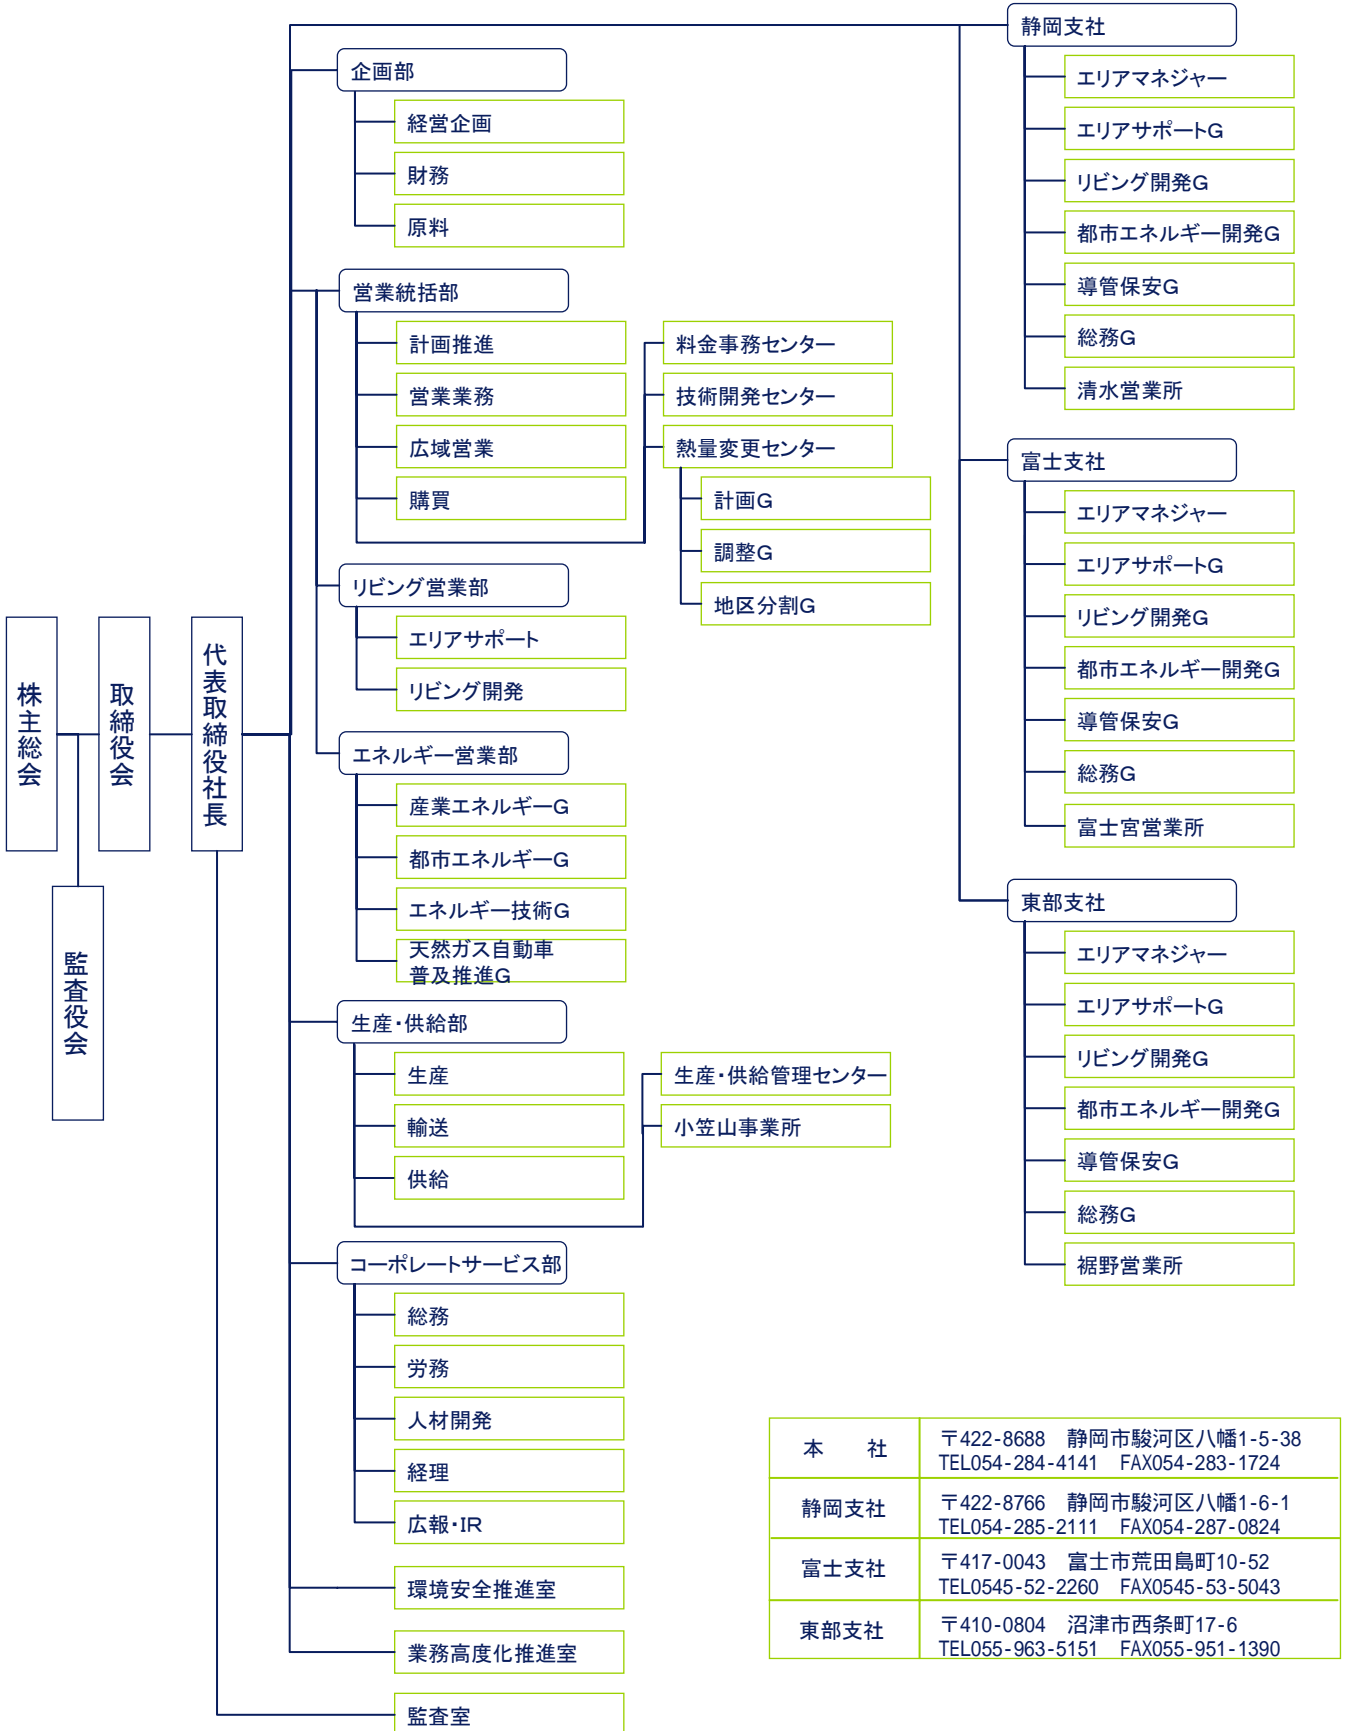 株主総会
取締役会
代表取締役社長
監査役会
企画部
経営企画
財務
原料
営業統括部
計画推進
営業業務
広域営業
購買
料金事務センター
技術開発センター
熱量変更センター
計画G
調整G
地区分割G
リビング営業部
エリアサポート
リビング開発
エネルギー営業部
産業エネルギーG
都市エネルギーG
エネルギー技術G
天然ガス自動車
普及推進G
生産・供給部
生産
輸送
供給
生産・供給管理センター
小笠山事業所
コーポレートサービス部
総務
労務
人材開発
経理
広報・IR
環境安全推進室
業務高度化推進室
監査室
静岡支社
エリアマネジャー
エリアサポートG
リビング開発G
都市エネルギー開発G
導管保安G
総務G
清水営業所
富士支社
エリアマネジャー
エリアサポートG
リビング開発G
都市エネルギー開発G
導管保安G
総務G
富士宮営業所
東部支社
エリアマネジャー
エリアサポートG
リビング開発G
都市エネルギー開発G
導管保安G
総務G
裾野営業所
本　　社
〒422-8688　静岡市駿河区八幡1-5-38
TEL054-284-4141　FAX054-283-1724
静岡支社
〒422-8766　静岡市駿河区八幡1-6-1
TEL054-285-2111　FAX054-287-0824
富士支社
〒417-0043　富士市荒田島町10-52
TEL0545-52-2260　FAX0545-53-5043
東部支社
〒410-0804　沼津市西条町17-6
TEL055-963-5151　FAX055-951-1390